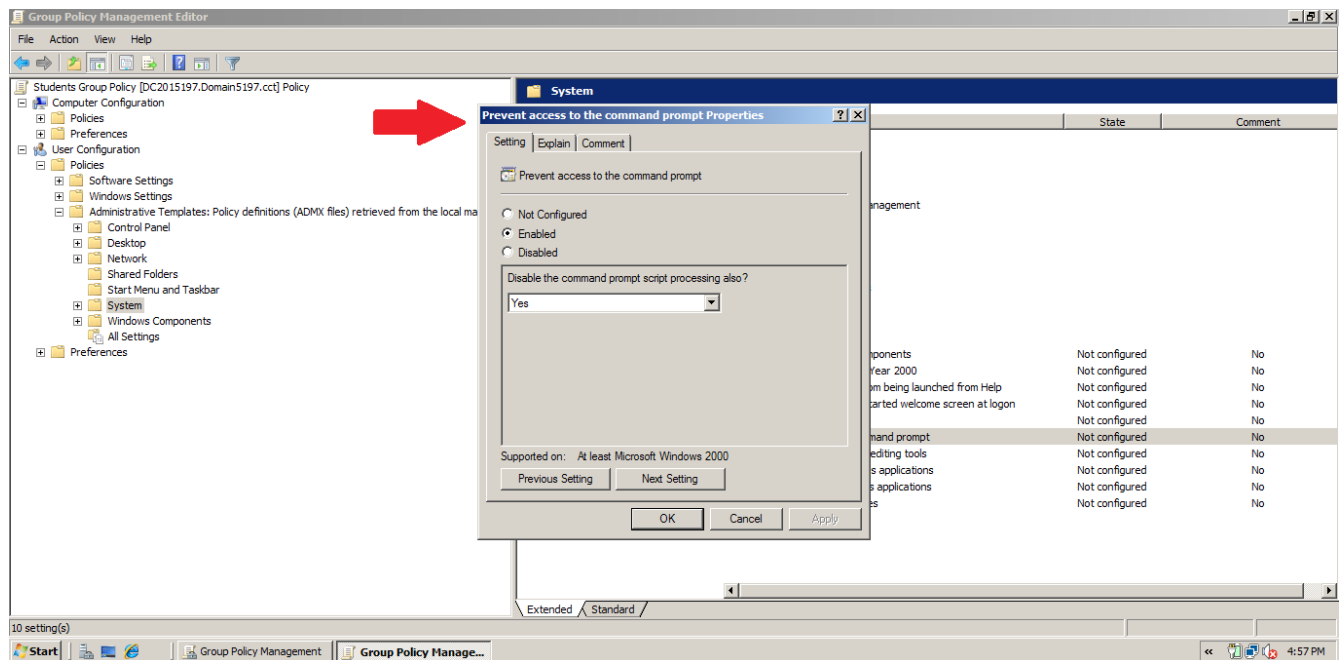 Group Policy Management Editor
File Action View Help
Students Group Policy [DC2015197.Domain5197.cct] Policy
Computer Configuration
Policies
Preferences
User Configuration
Policies
Software Settings
Windows Settings
Administrative Templates: Policy definitions (ADMX files) retrieved from the local ma
Control Panel
Desktop
Network
Shared Folders
Start Menu and Taskbar
System
Windows Components
All Settings
Preferences
System
Prevent access to the command prompt Properties
Setting Explain Comment
Prevent access to the command prompt
Not Configured
Enabled
Disabled
Disable the command prompt script processing also?
Yes
Supported on: At least Microsoft Windows 2000
Previous Setting Next Setting
OK Cancel Apply
State Comment
anagement
nponents Not configured No
Year 2000 Not configured No
om being launched from Help Not configured No
tarted welcome screen at logon Not configured No
Not configured No
mand prompt Not configured No
editing tools Not configured No
s applications Not configured No
s applications Not configured No
es Not configured No
Extended Standard
10 setting(s)
Start Group Policy Management Group Policy Manage... « 4:57 PM